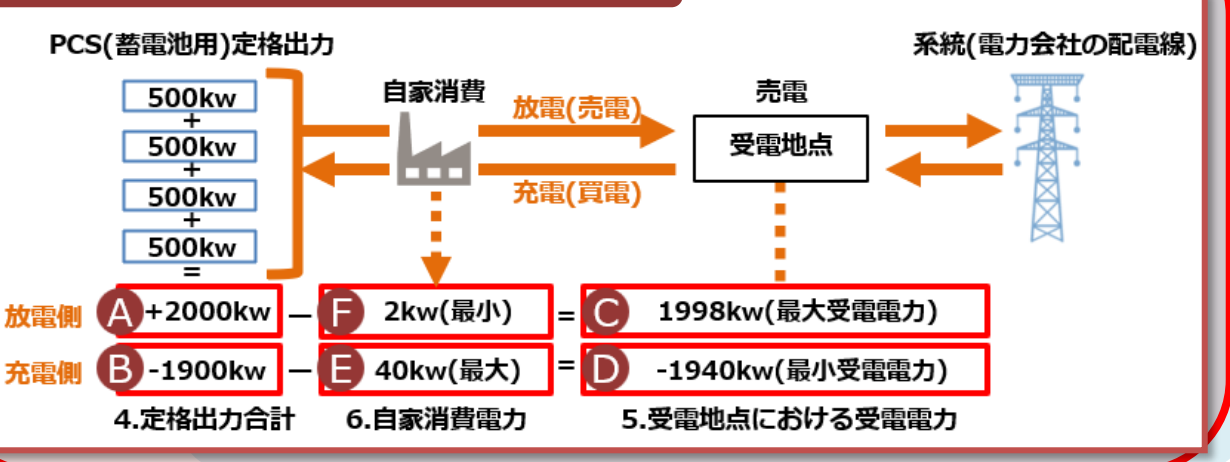 PCS(蓄電池用)定格出力
系統(電力会社の配電線)
500kw
+
500kw
+
500kw
+
500kw
=
自家消費
放電(売電)
充電(買電)
売電
受電地点
放電側 A +2000kw − F 2kw(最小) = C 1998kw(最大受電電力)
充電側 B -1900kw − E 40kw(最大) = D -1940kw(最小受電電力)
4.定格出力合計 6.自家消費電力 5.受電地点における受電電力